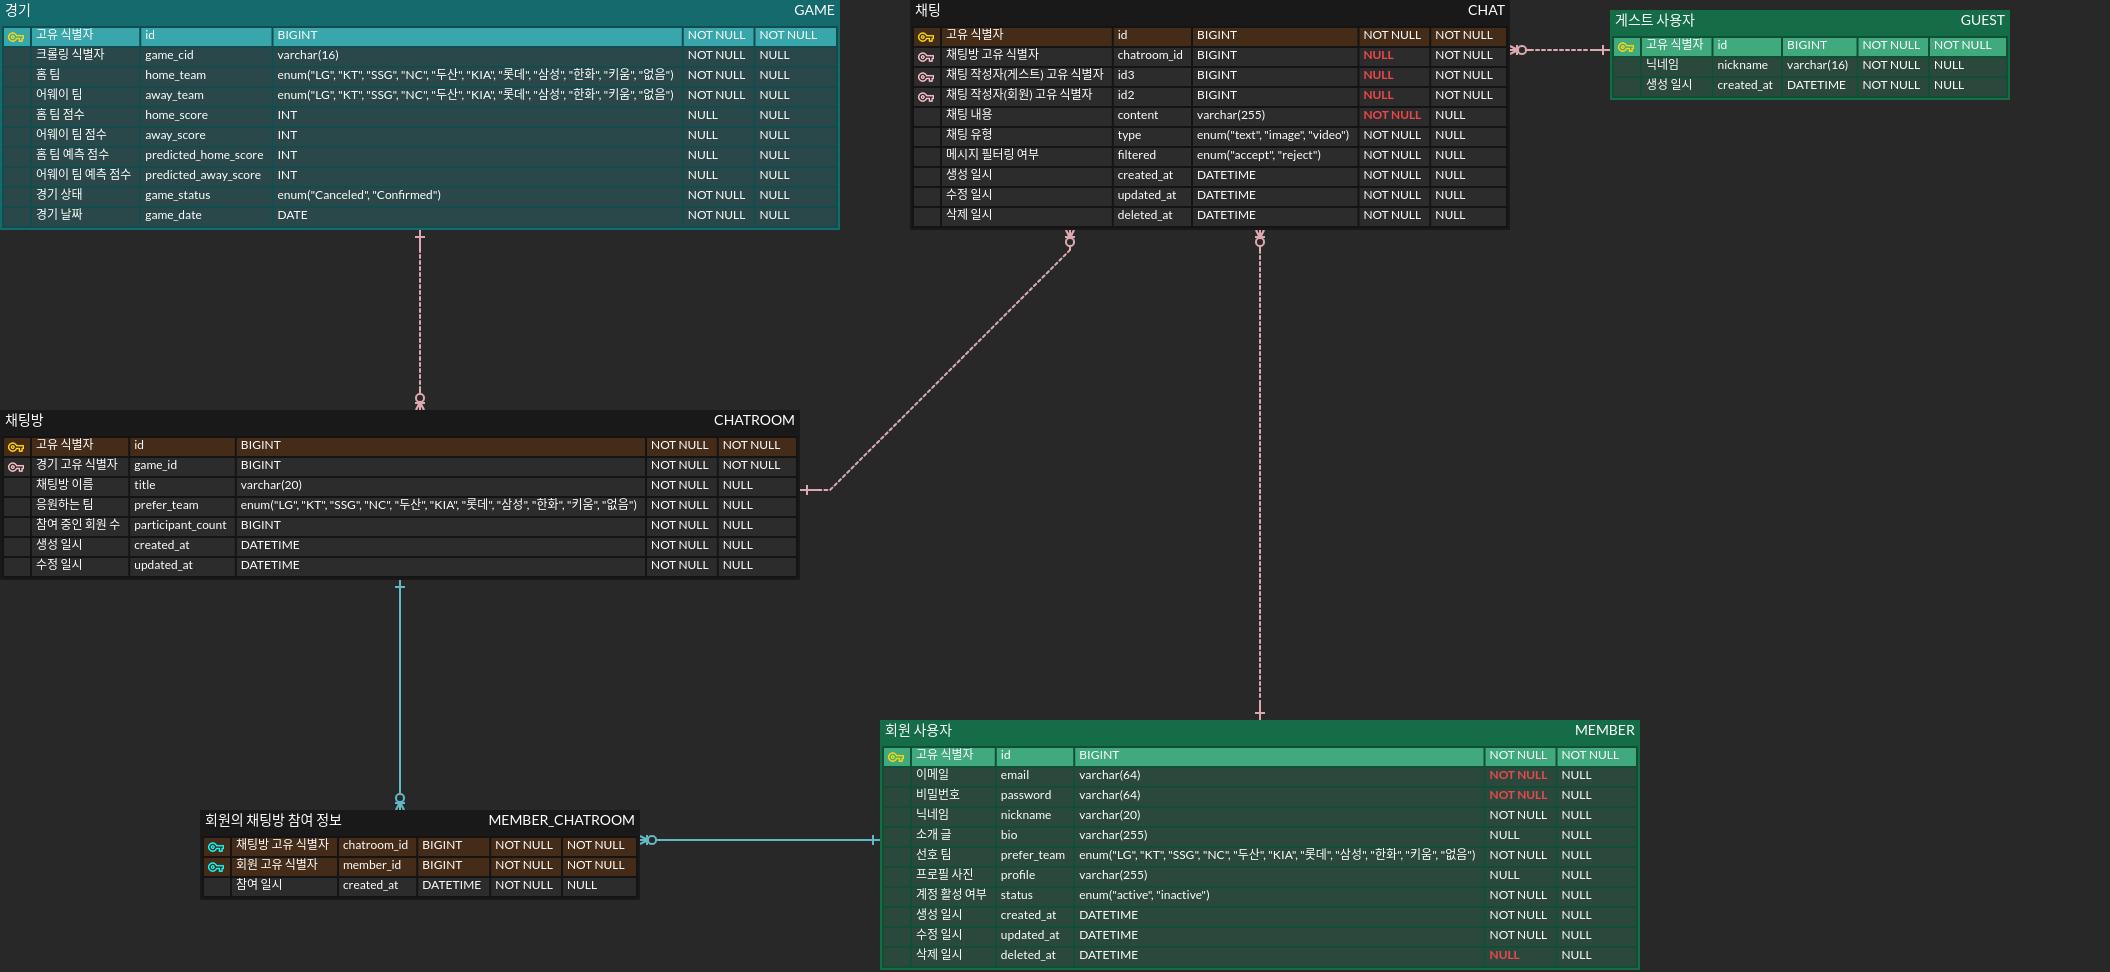 경기 GAME
고유 식별자 id BIGINT NOT NULL NOT NULL
크롤링 식별자 game_cid varchar(16) NOT NULL NULL
홈 팀 home_team enum("LG", "KT", "SSG", "NC", "두산", "KIA", "롯데", "삼성", "한화", "키움", "없음") NOT NULL NULL
어웨이 팀 away_team enum("LG", "KT", "SSG", "NC", "두산", "KIA", "롯데", "삼성", "한화", "키움", "없음") NOT NULL NULL
홈 팀 점수 home_score INT NULL NULL
어웨이 팀 점수 away_score INT NULL NULL
홈 팀 예측 점수 predicted_home_score INT NULL NULL
어웨이 팀 예측 점수 predicted_away_score INT NULL NULL
경기 상태 game_status enum("Canceled", "Confirmed") NOT NULL NULL
경기 날짜 game_date DATE NOT NULL NULL
채팅 CHAT
고유 식별자 id BIGINT NOT NULL NOT NULL
채팅방 고유 식별자 chatroom_id BIGINT NULL NOT NULL
채팅 작성자(게스트) 고유 식별자 id3 BIGINT NULL NOT NULL
채팅 작성자(회원) 고유 식별자 id2 BIGINT NULL NOT NULL
채팅 내용 content varchar(255) NOT NULL NULL
채팅 유형 type enum("text", "image", "video") NOT NULL NULL
메시지 필터링 여부 filtered enum("accept", "reject") NOT NULL NULL
생성 일시 created_at DATETIME NOT NULL NULL
수정 일시 updated_at DATETIME NOT NULL NULL
삭제 일시 deleted_at DATETIME NOT NULL NULL
게스트 사용자 GUEST
고유 식별자 id BIGINT NOT NULL NOT NULL
닉네임 nickname varchar(16) NOT NULL NULL
생성 일시 created_at DATETIME NOT NULL NULL
채팅방 CHATROOM
고유 식별자 id BIGINT NOT NULL NOT NULL
경기 고유 식별자 game_id BIGINT NOT NULL NOT NULL
채팅방 이름 title varchar(20) NOT NULL NULL
응원하는 팀 prefer_team enum("LG", "KT", "SSG", "NC", "두산", "KIA", "롯데", "삼성", "한화", "키움", "없음") NOT NULL NULL
참여 중인 회원 수 participant_count BIGINT NOT NULL NULL
생성 일시 created_at DATETIME NOT NULL NULL
수정 일시 updated_at DATETIME NOT NULL NULL
회원의 채팅방 참여 정보 MEMBER_CHATROOM
채팅방 고유 식별자 chatroom_id BIGINT NOT NULL NOT NULL
회원 고유 식별자 member_id BIGINT NOT NULL NOT NULL
참여 일시 created_at DATETIME NOT NULL NULL
회원 사용자 MEMBER
고유 식별자 id BIGINT NOT NULL NOT NULL
이메일 email varchar(64) NOT NULL NULL
비밀번호 password varchar(64) NOT NULL NULL
닉네임 nickname varchar(20) NOT NULL NULL
소개 글 bio varchar(255) NULL NULL
선호 팀 prefer_team enum("LG", "KT", "SSG", "NC", "두산", "KIA", "롯데", "삼성", "한화", "키움", "없음") NOT NULL NULL
프로필 사진 profile varchar(255) NULL NULL
계정 활성 여부 status enum("active", "inactive") NOT NULL NULL
생성 일시 created_at DATETIME NOT NULL NULL
수정 일시 updated_at DATETIME NOT NULL NULL
삭제 일시 deleted_at DATETIME NULL NULL